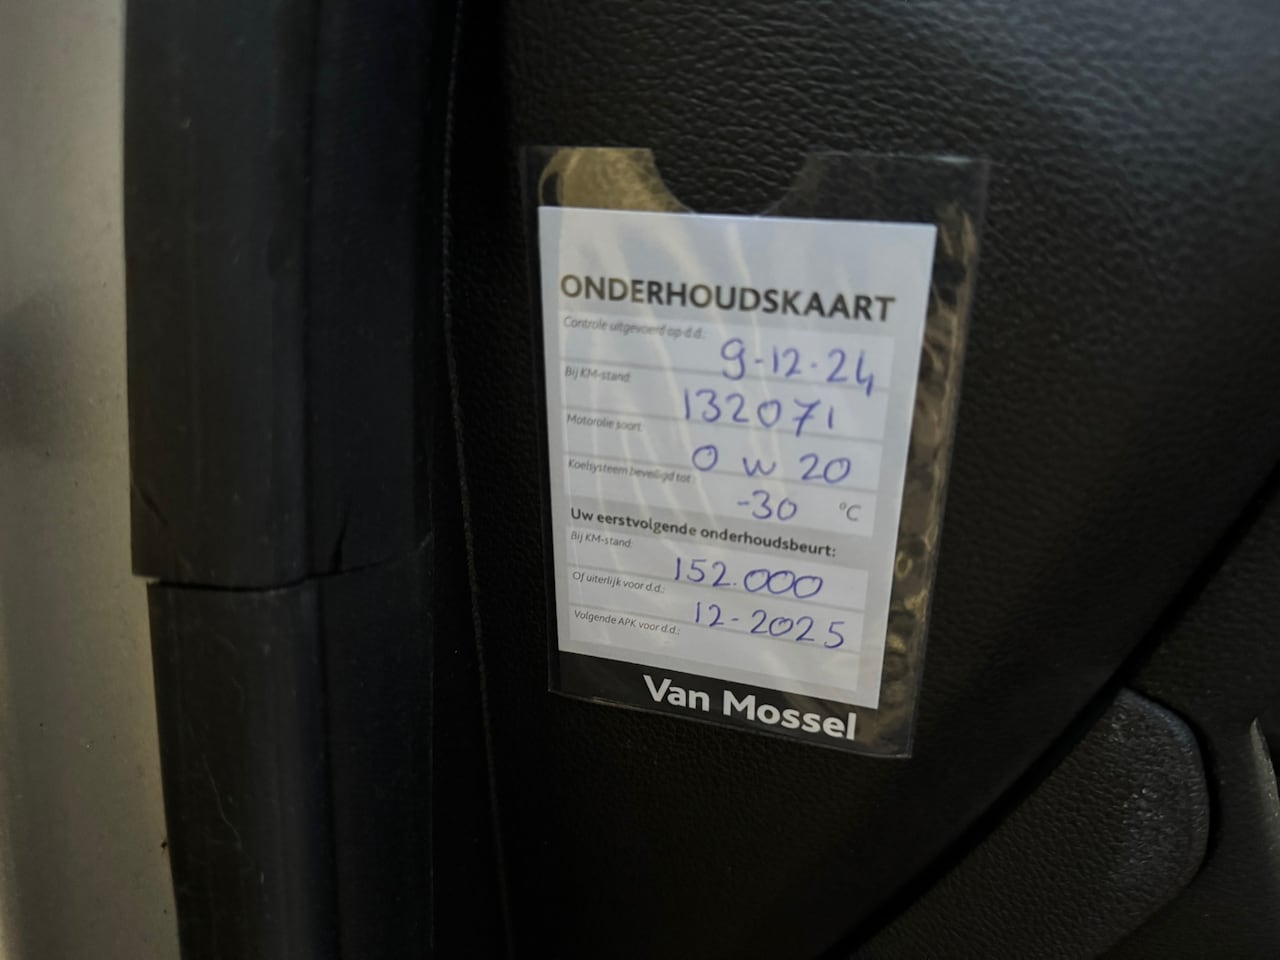 ONDERHOUDSKAART
Controle uitgevoerd op d.d.:
9-12-24
Bij KM-stand:
132071
Motorolie soort:
0 W 20
Koelsysteem beveiligd tot:
-30 °C
Uw eerstvolgende onderhoudsbeurt:
Bij KM-stand:
152.000
Of uiterlijk voor d.d.:
12-2025
Volgende APK voor d.d.:
Van Mossel